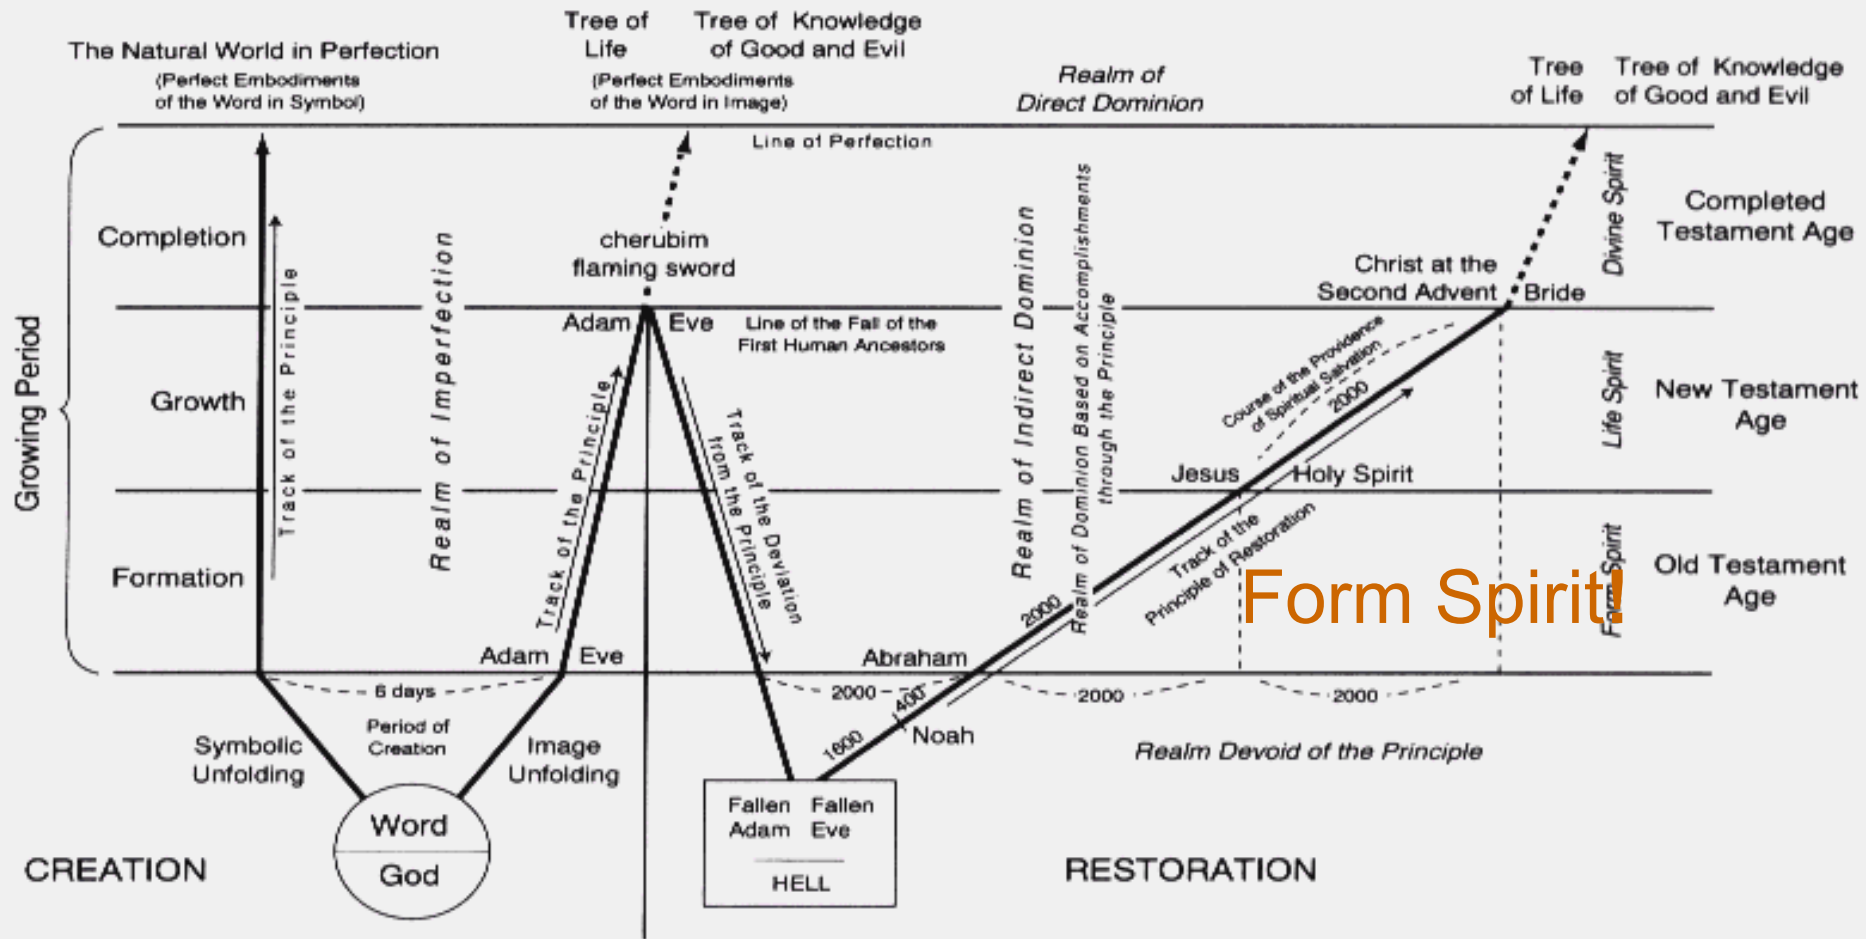 The Natural World in Perfection
(Perfect Embodiments
of the Word in Symbol)
Tree of
Life
Tree of Knowledge
of Good and Evil
(Perfect Embodiments
of the Word in Image)
Realm of
Direct Dominion
Tree
of Life
Tree of Knowledge
of Good and Evil
Line of Perfection
Growing Period
Completion
Growth
Formation
Track of the Principle
Realm of Imperfection
cherubim
flaming sword
Adam
Eve
Line of the Fall of the
First Human Ancestors
Track of the Principle
Track of the Deviation
from the Principle
Realm of Indirect Dominion
Realm of Dominion Based on Accomplishments
through the Principle
Christ at the
Second Advent
Bride
Course of the Providence
of Spiritual Salvation
2000
Jesus
Holy Spirit
Track of the
Principle of Restoration
2000
Divine Spirit
Life Spirit
Form Spirit
Form Spirit!
Completed
Testament Age
New Testament
Age
Old Testament
Age
Adam
Eve
Abraham
6 days
2000
2000
2000
400
Noah
1600
Period of
Creation
Symbolic
Unfolding
Image
Unfolding
Realm Devoid of the Principle
Word
God
Fallen Fallen
Adam Eve
HELL
CREATION
RESTORATION